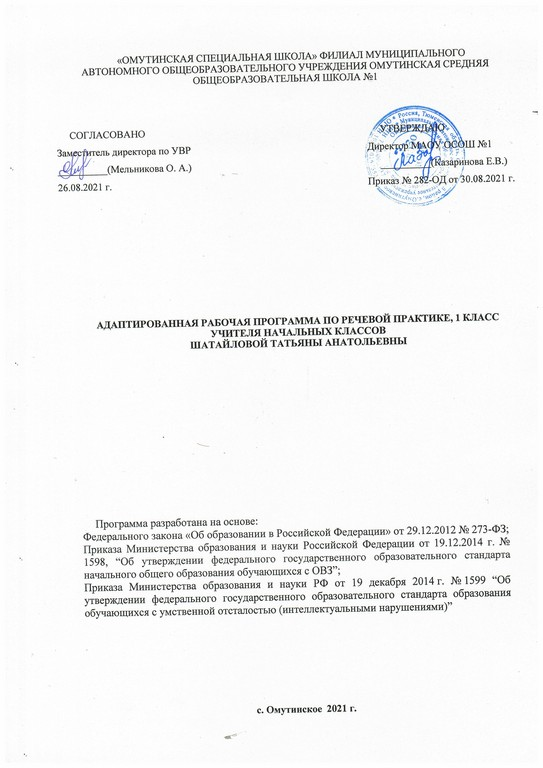 «ОМУТИНСКАЯ СПЕЦИАЛЬНАЯ ШКОЛА» ФИЛИАЛ МУНИЦИПАЛЬНОГО
АВТОНОМНОГО ОБЩЕОБРАЗОВАТЕЛЬНОГО УЧРЕЖДЕНИЯ ОМУТИНСКАЯ СРЕДНЯЯ
ОБЩЕОБРАЗОВАТЕЛЬНАЯ ШКОЛА №1
СОГЛАСОВАНО
Заместитель директора по УВР
(Мельникова О. А.)
26.08.2021 г.
УТВЕРЖДАЮ
Директор МАОУ ОСОШ №1
(Казаринова Е.В.)
Приказ № 282-ОД от 30.08.2021 г.
АДАПТИРОВАННАЯ РАБОЧАЯ ПРОГРАММА ПО РЕЧЕВОЙ ПРАКТИКЕ, 1 КЛАСС
УЧИТЕЛЯ НАЧАЛЬНЫХ КЛАССОВ
ШАТАЙЛОВОЙ ТАТЬЯНЫ АНАТОЛЬЕВНЫ
Программа разработана на основе:
Федерального закона «Об образовании в Российской Федерации» от 29.12.2012 № 273-ФЗ;
Приказа Министерства образования и науки Российской Федерации от 19.12.2014 г. №
1598, “Об утверждении федерального государственного образовательного стандарта
начального общего образования обучающихся с ОВЗ”;
Приказа Министерства образования и науки РФ от 19 декабря 2014 г. № 1599 “Об
утверждении федерального государственного образовательного стандарта образования
обучающихся с умственной отсталостью (интеллектуальными нарушениями)”
с. Омутинское 2021 г.